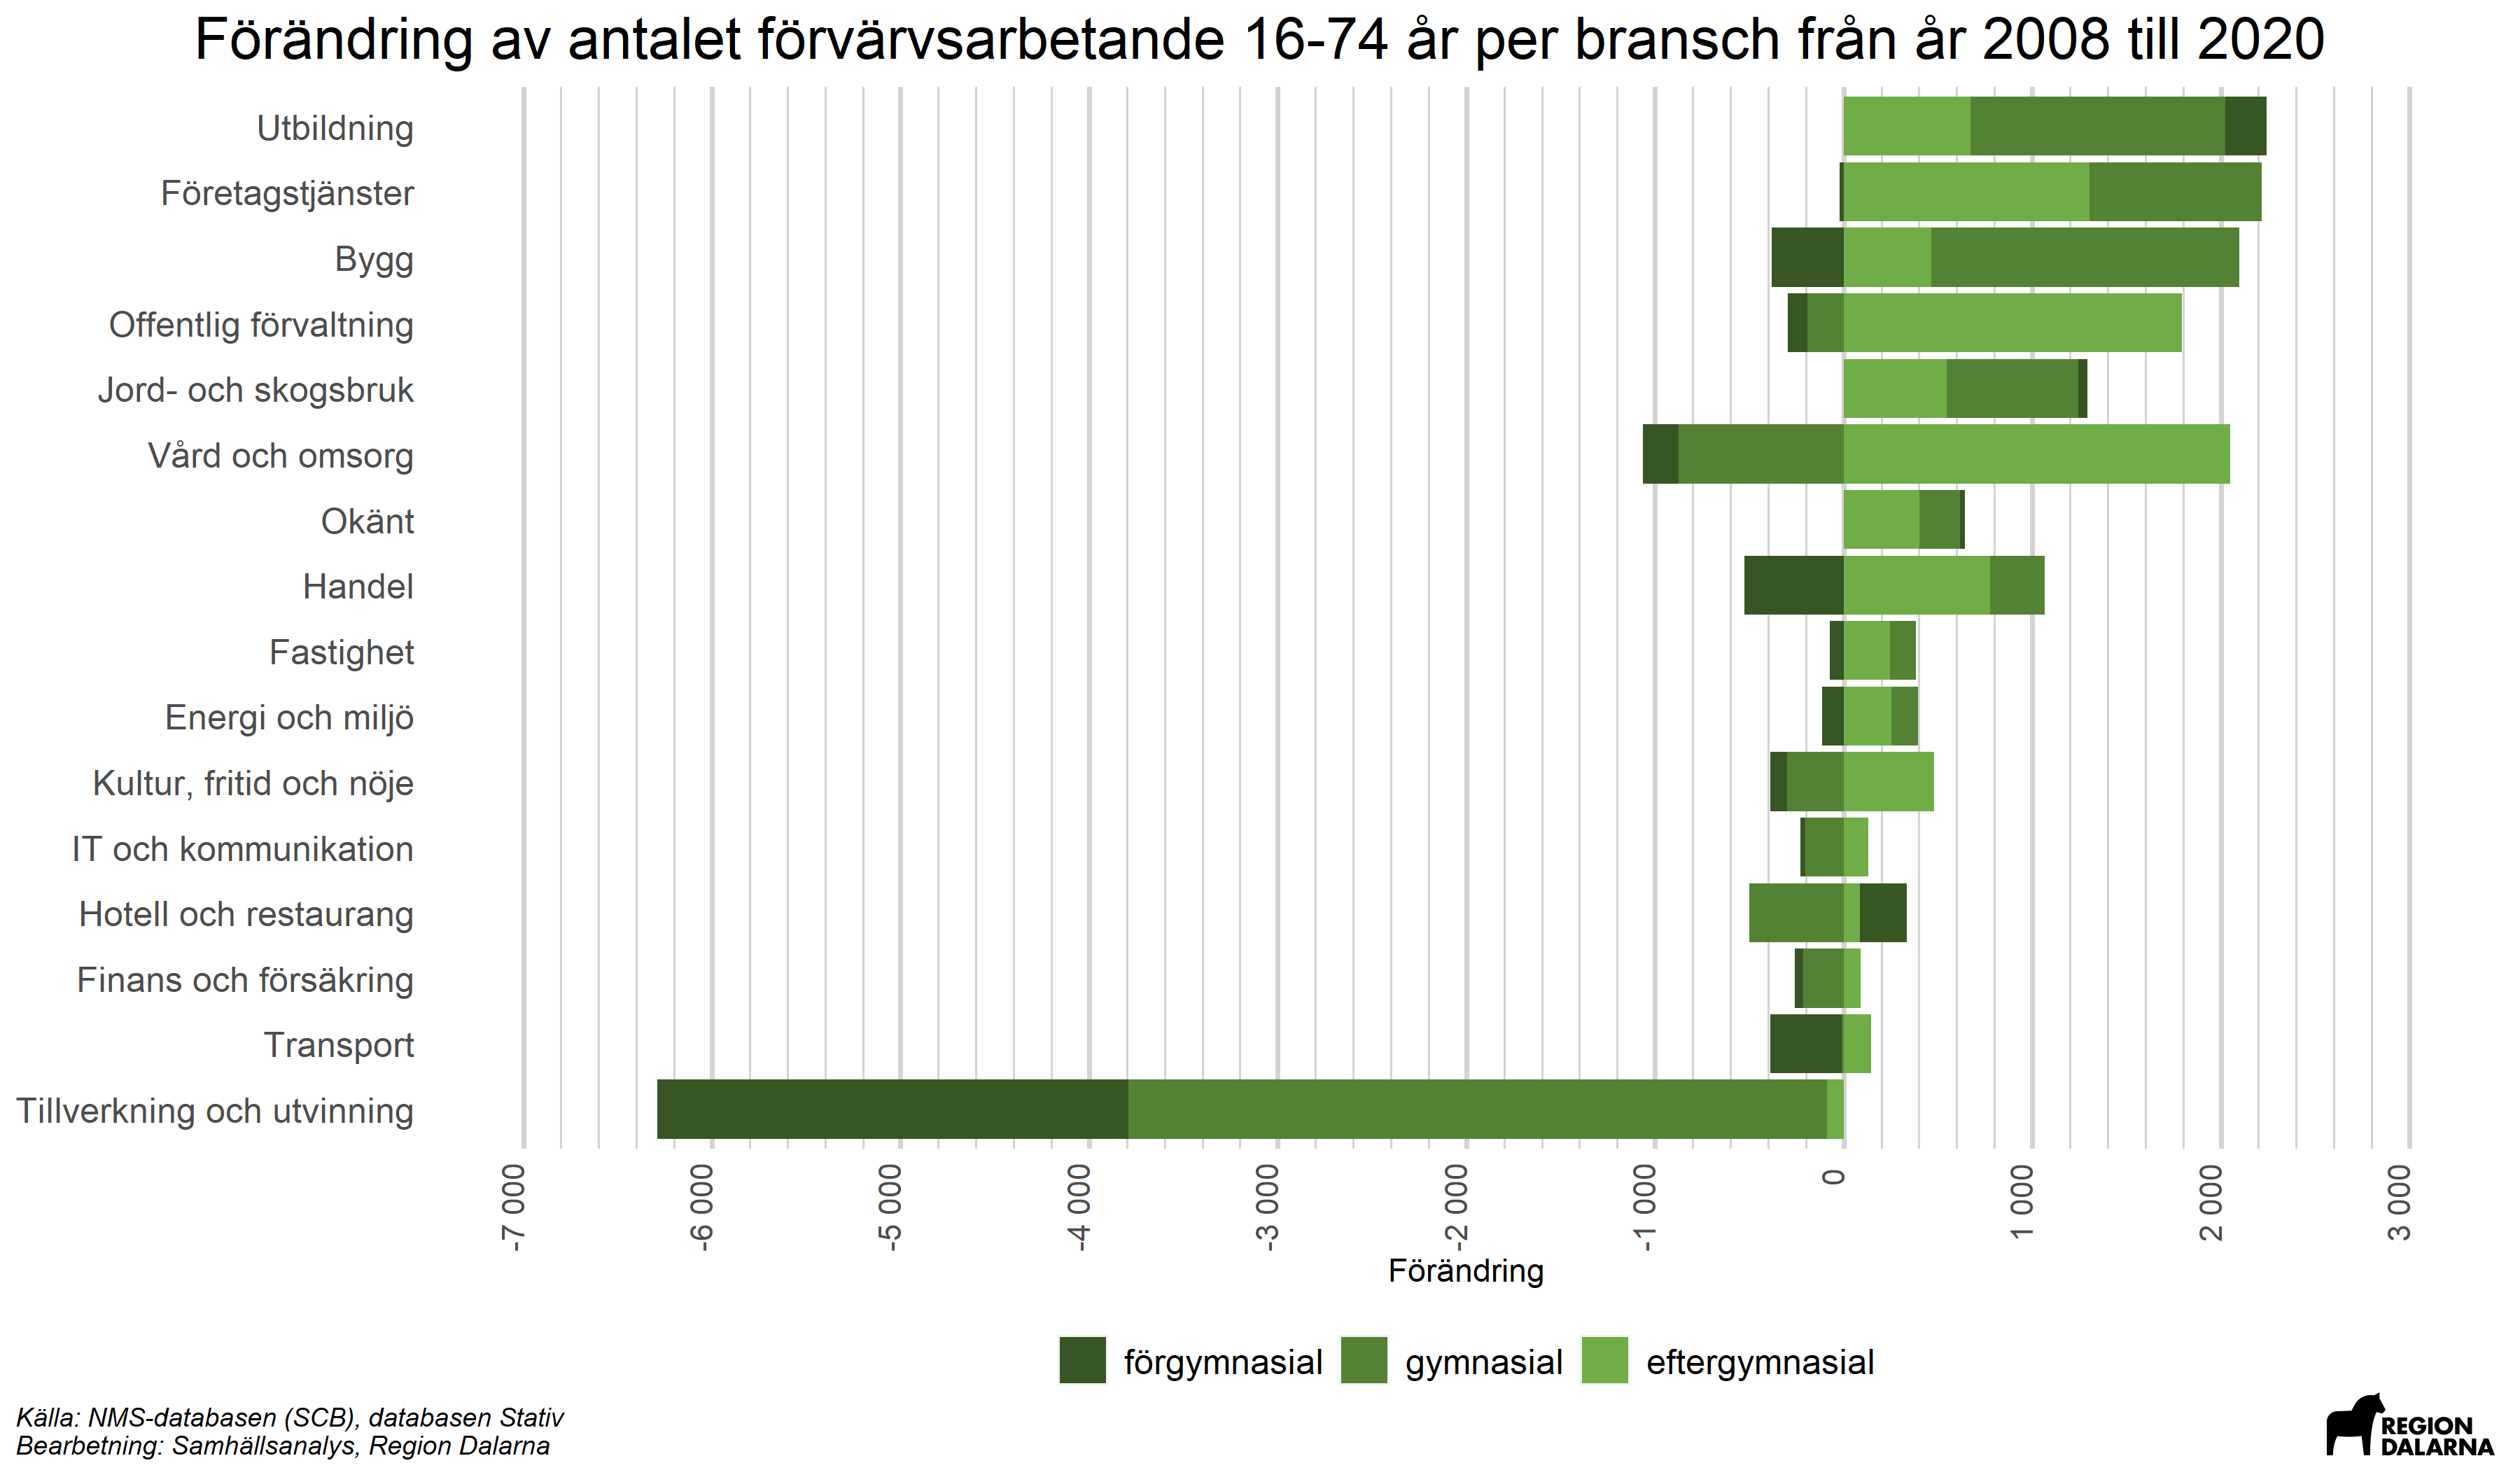 Förändring av antalet förvärvsarbetande 16-74 år per bransch från år 2008 till 2020
Utbildning
Företagstjänster
Bygg
Offentlig förvaltning
Jord- och skogsbruk
Vård och omsorg
Okänt
Handel
Fastighet
Energi och miljö
Kultur, fritid och nöje
IT och kommunikation
Hotell och restaurang
Finans och försäkring
Transport
Tillverkning och utvinning
-7 000
-6 000
-5 000
-4 000
-3 000
-2 000
-1 000
0
1 000
2 000
3 000
Förändring
förgymnasial
gymnasial
eftergymnasial
Källa: NMS-databasen (SCB), databasen Stativ
Bearbetning: Samhällsanalys, Region Dalarna
REGION
DALARNA